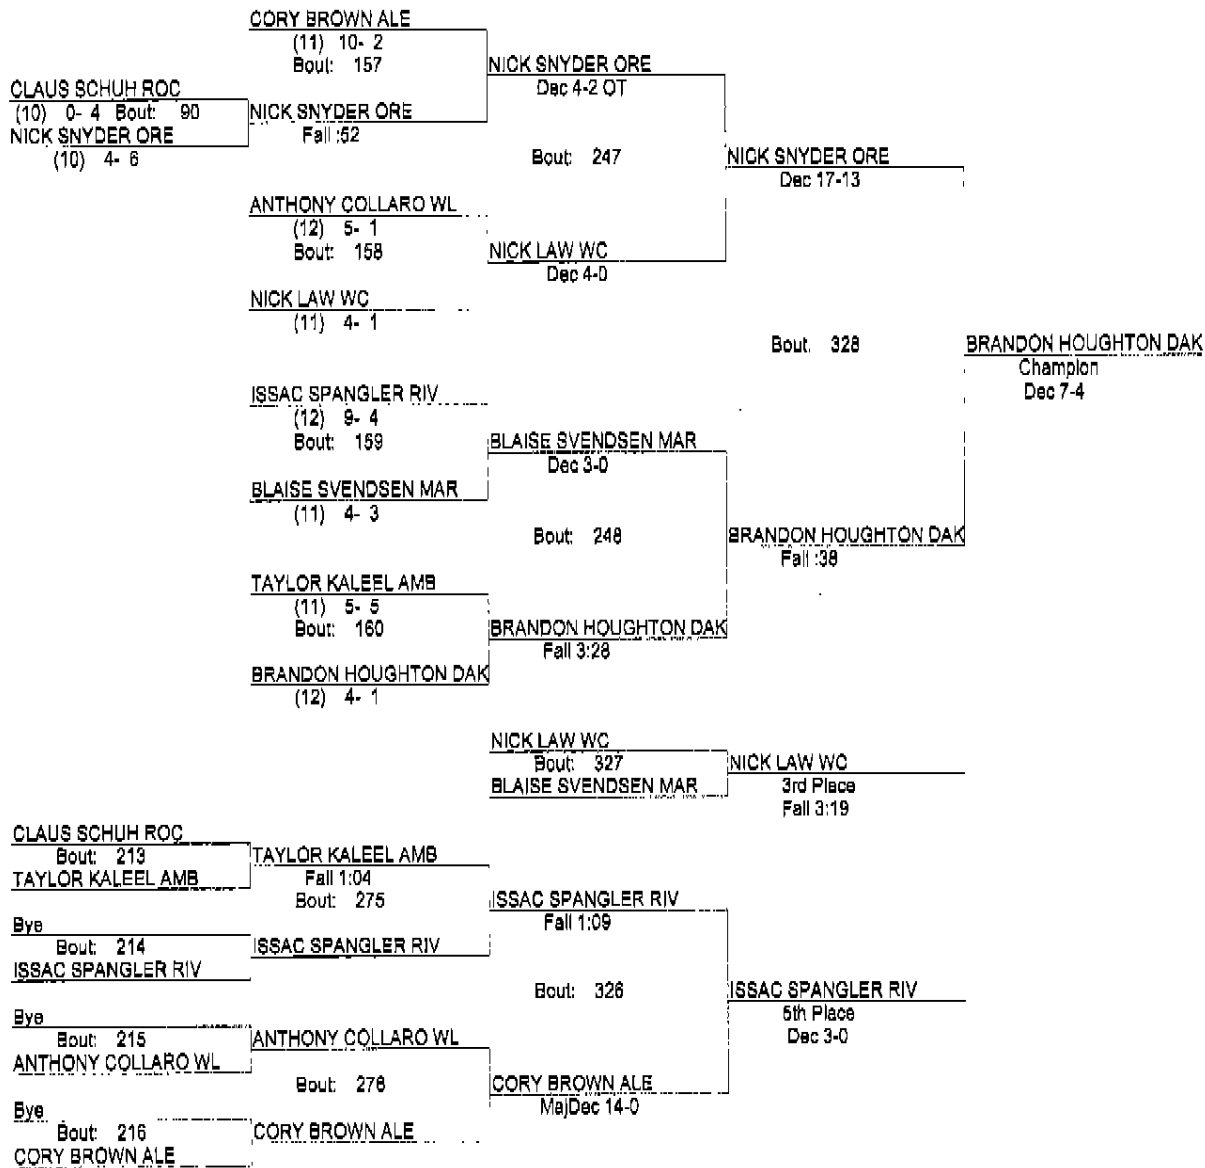 CORY BROWN ALE
(11) 10- 2
Bout: 157
NICK SNYDER ORE
Dec 4-2 OT
CLAUS SCHUH ROC
(10) 0- 4 Bout: 90
NICK SNYDER ORE
(10) 4- 6
NICK SNYDER ORE
Fall :52
Bout: 247
NICK SNYDER ORE
Dec 17-13
ANTHONY COLLARO WL
(12) 5- 1
Bout: 158
NICK LAW WC
Dec 4-0
NICK LAW WC
(11) 4- 1
Bout. 328
BRANDON HOUGHTON DAK
Champion
Dec 7-4
ISSAC SPANGLER RIV
(12) 9- 4
Bout: 159
BLAISE SVENDSEN MAR
Dec 3-0
BLAISE SVENDSEN MAR
(11) 4- 3
Bout: 248
BRANDON HOUGHTON DAK
Fall :38
TAYLOR KALEEL AMB
(11) 5- 5
Bout: 160
BRANDON HOUGHTON DAK
Fall 3:28
BRANDON HOUGHTON DAK
(12) 4- 1
NICK LAW WC
Bout: 327
BLAISE SVENDSEN MAR
NICK LAW WC
3rd Place
Fall 3:19
CLAUS SCHUH ROC
Bout: 213
TAYLOR KALEEL AMB
TAYLOR KALEEL AMB
Fall 1:04
Bout: 275
ISSAC SPANGLER RIV
Fall 1:09
Bye
Bout: 214
ISSAC SPANGLER RIV
ISSAC SPANGLER RIV
Bout: 326
ISSAC SPANGLER RIV
5th Place
Dec 3-0
Bye
Bout: 215
ANTHONY COLLARO WL
ANTHONY COLLARO WL
Bout: 276
CORY BROWN ALE
MajDec 14-0
Bye
Bout: 216
CORY BROWN ALE
CORY BROWN ALE